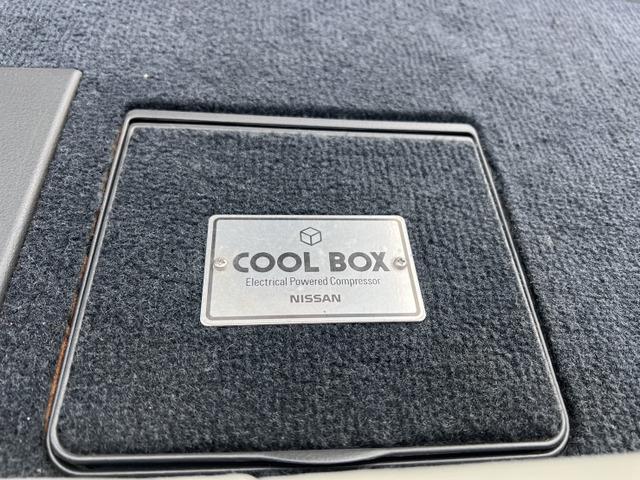 COOL BOX
Electrical Powered Compressor
NISSAN